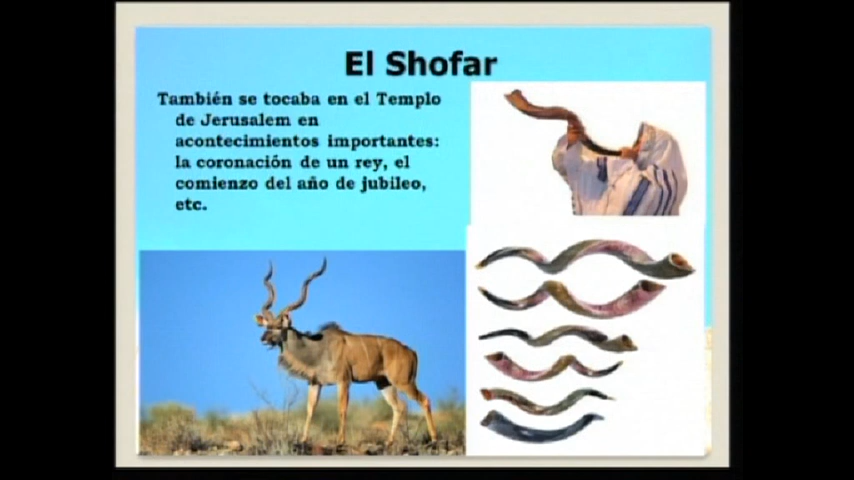 El Shofar
También se tocaba en el Templo
de Jerusalem en
acontecimientos importantes:
la coronación de un rey, el
comienzo del año de jubileo,
etc.